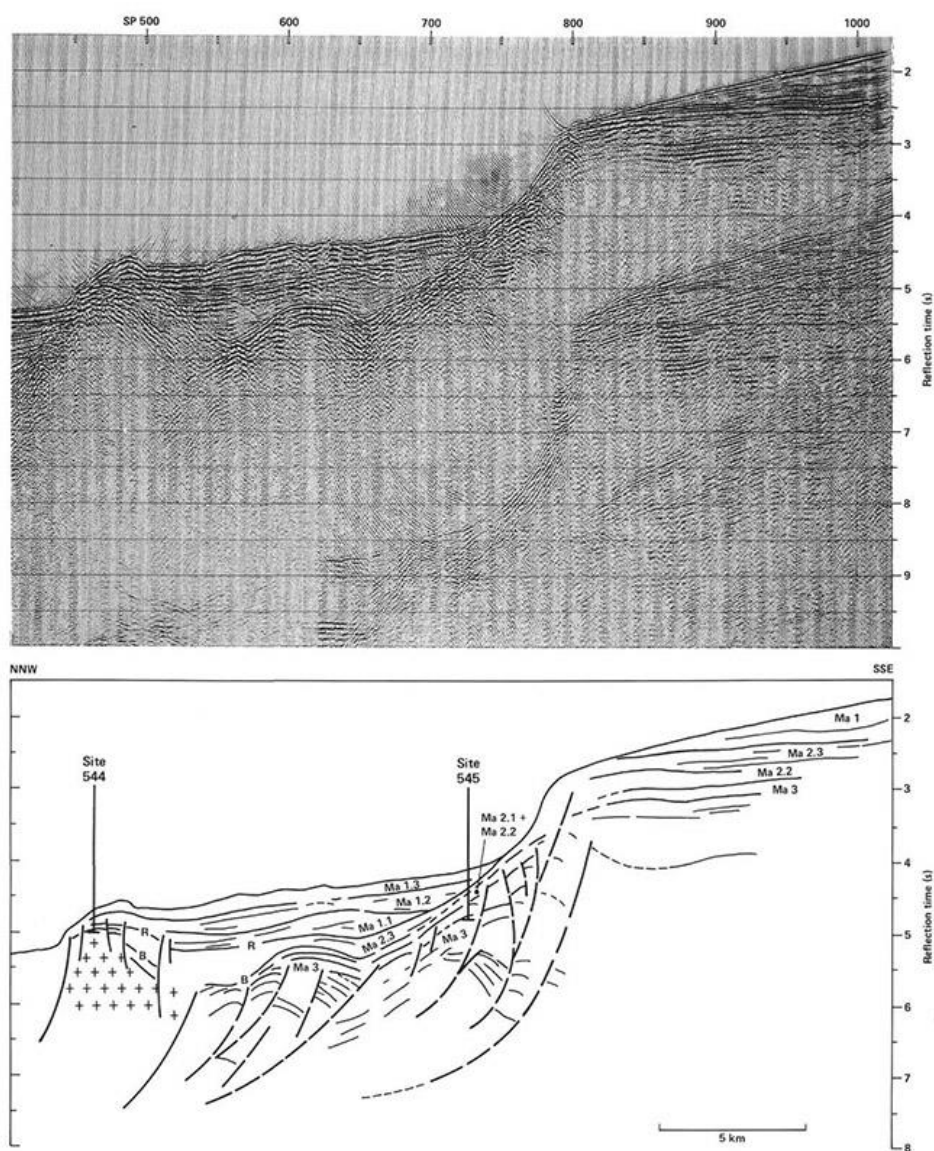 SP 500 600 700 800 900 1000
2
3
4
5
6
7
8
9
Reflection time (s)
NNW SSE
Ma 1
2
Ma 2.3
Ma 2.2
Site
544
Site
545
Ma 3
3
Ma 2.1 +
Ma 2.2
4
Ma 1.3
Ma 1.2
Ma 1.1
R
R
Ma 2.3
Ma 3
5
B
B
Ma 3
6
7
5 km
8
Reflection time (s)